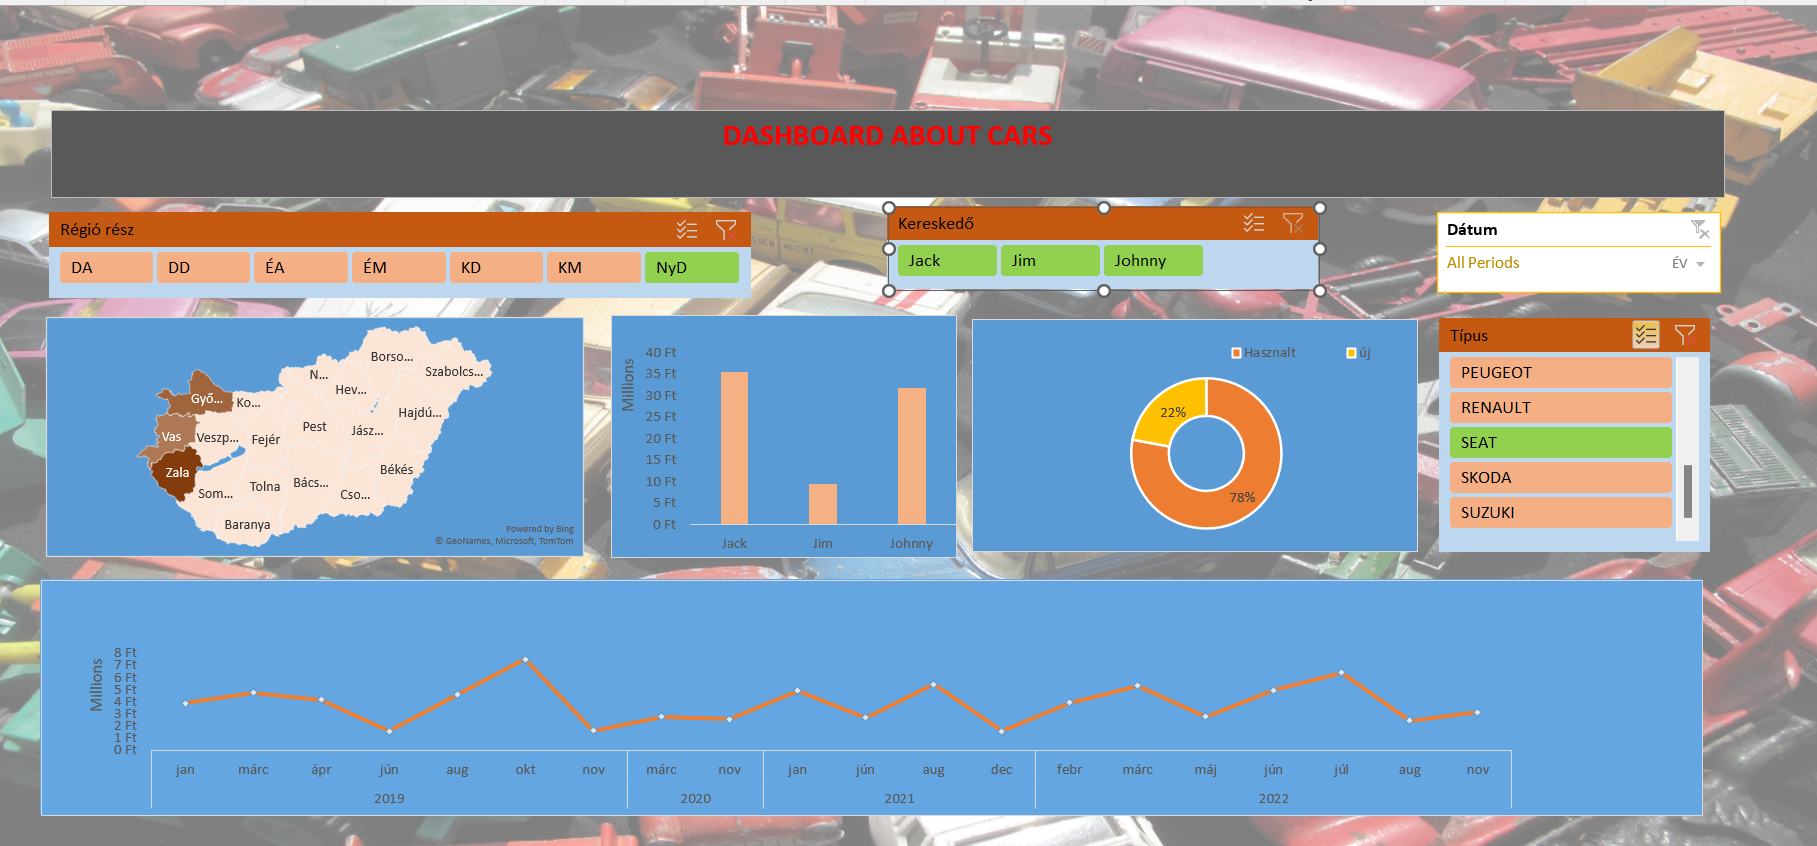 DASHBOARD ABOUT CARS
Régió rész
DA
DD
ÉA
ÉM
KD
KM
NyD
Kereskedő
Jack
Jim
Johnny
Dátum
All Periods
ÉV
Borso...
N...
Szabolcs...
Hev...
Győ...
Ko...
Hajdú...
Pest
Jász...
Vas
Veszp...
Fejér
Zala
Békés
Som...
Tolna
Bács...
Cso...
Baranya
Powered by Bing
© GeoNames, Microsoft, TomTom
Millions
40 Ft
35 Ft
30 Ft
25 Ft
20 Ft
15 Ft
10 Ft
5 Ft
0 Ft
Jack
Jim
Johnny
Használt
új
22%
78%
Típus
PEUGEOT
RENAULT
SEAT
SKODA
SUZUKI
Millions
8 Ft
7 Ft
6 Ft
5 Ft
4 Ft
3 Ft
2 Ft
1 Ft
0 Ft
jan márc ápr jún aug okt nov márc nov jan jún aug dec febr márc máj jún júl aug nov
2019 2020 2021 2022